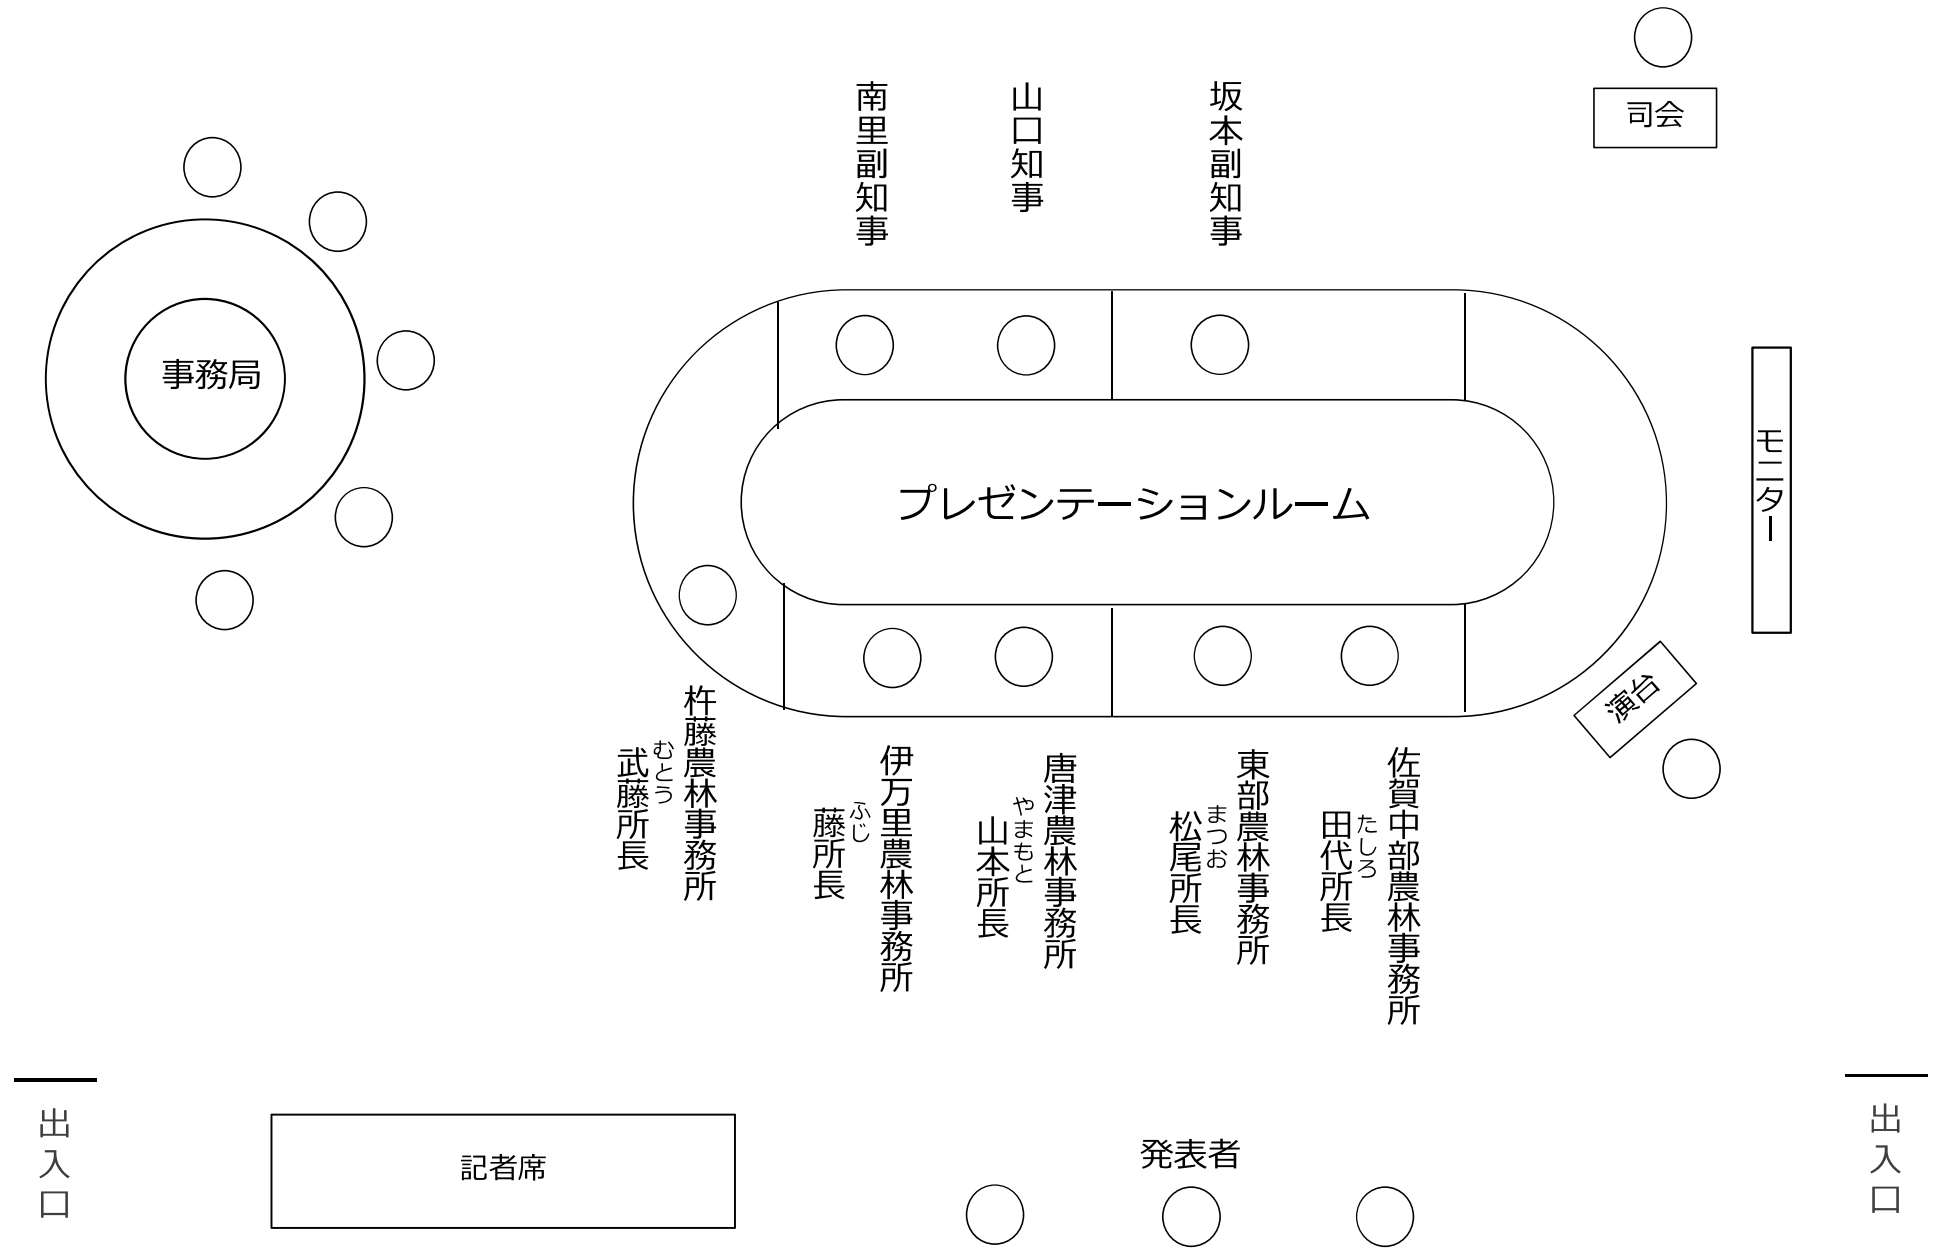 司会
南里副知事
山口知事
坂本副知事
事務局
プレゼンテーションルーム
モニター
演台
杵藤農林事務所
むとう
武藤所長
伊万里農林事務所
ふじ
藤所長
唐津農林事務所
やまもと
山本所長
東部農林事務所
まつお
松尾所長
佐賀中部農林事務所
たしろ
田代所長
出入口
記者席
発表者
出入口